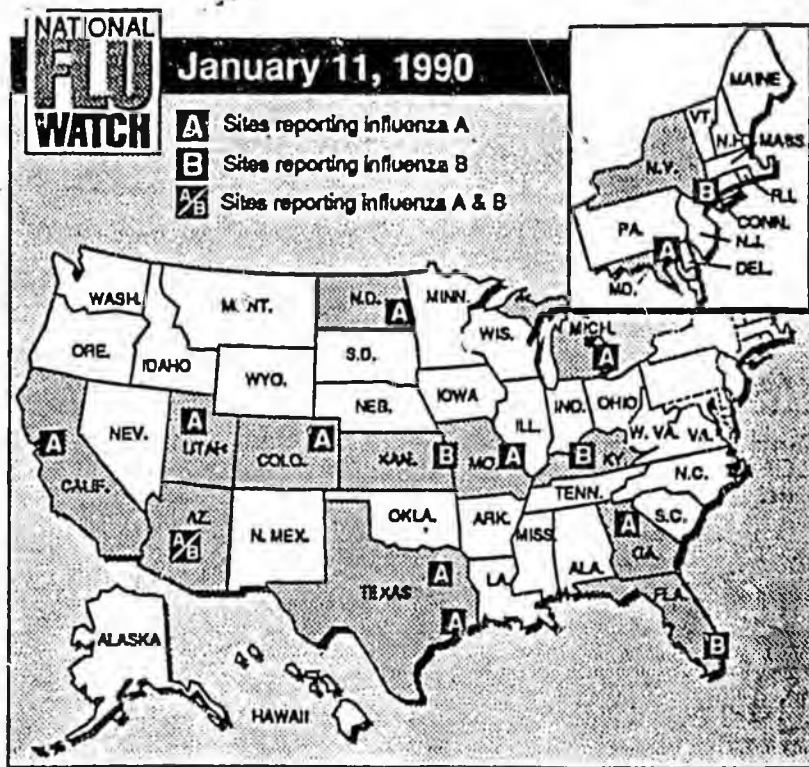 NATIONAL
FLU
WATCH
January 11, 1990
A Sites reporting influenza A
B Sites reporting influenza B
A/B Sites reporting influenza A & B
MAINE
VT.
N.H.
MASS.
N.Y.
B
R.I.
CONN.
PA.
N.J.
A
DEL.
MD.
WASH.
MONT.
N.D.
A
MINN.
ORE.
IDAHO
S.D.
WIS.
MICH.
A
WYO.
IOWA
NEB.
NEV.
A
UTAH
COLO.
A
KAN.
B
MO.
A
ILL.
IND.
OHIO
W. VA.
VA.
B
KY.
A
CALIF.
N.C.
TENN.
AZ.
A/B
N. MEX.
OKLA.
ARK.
S.C.
MISS.
ALA.
A
GA.
TEXAS
A
LA.
FLA.
A
B
ALASKA
HAWAII